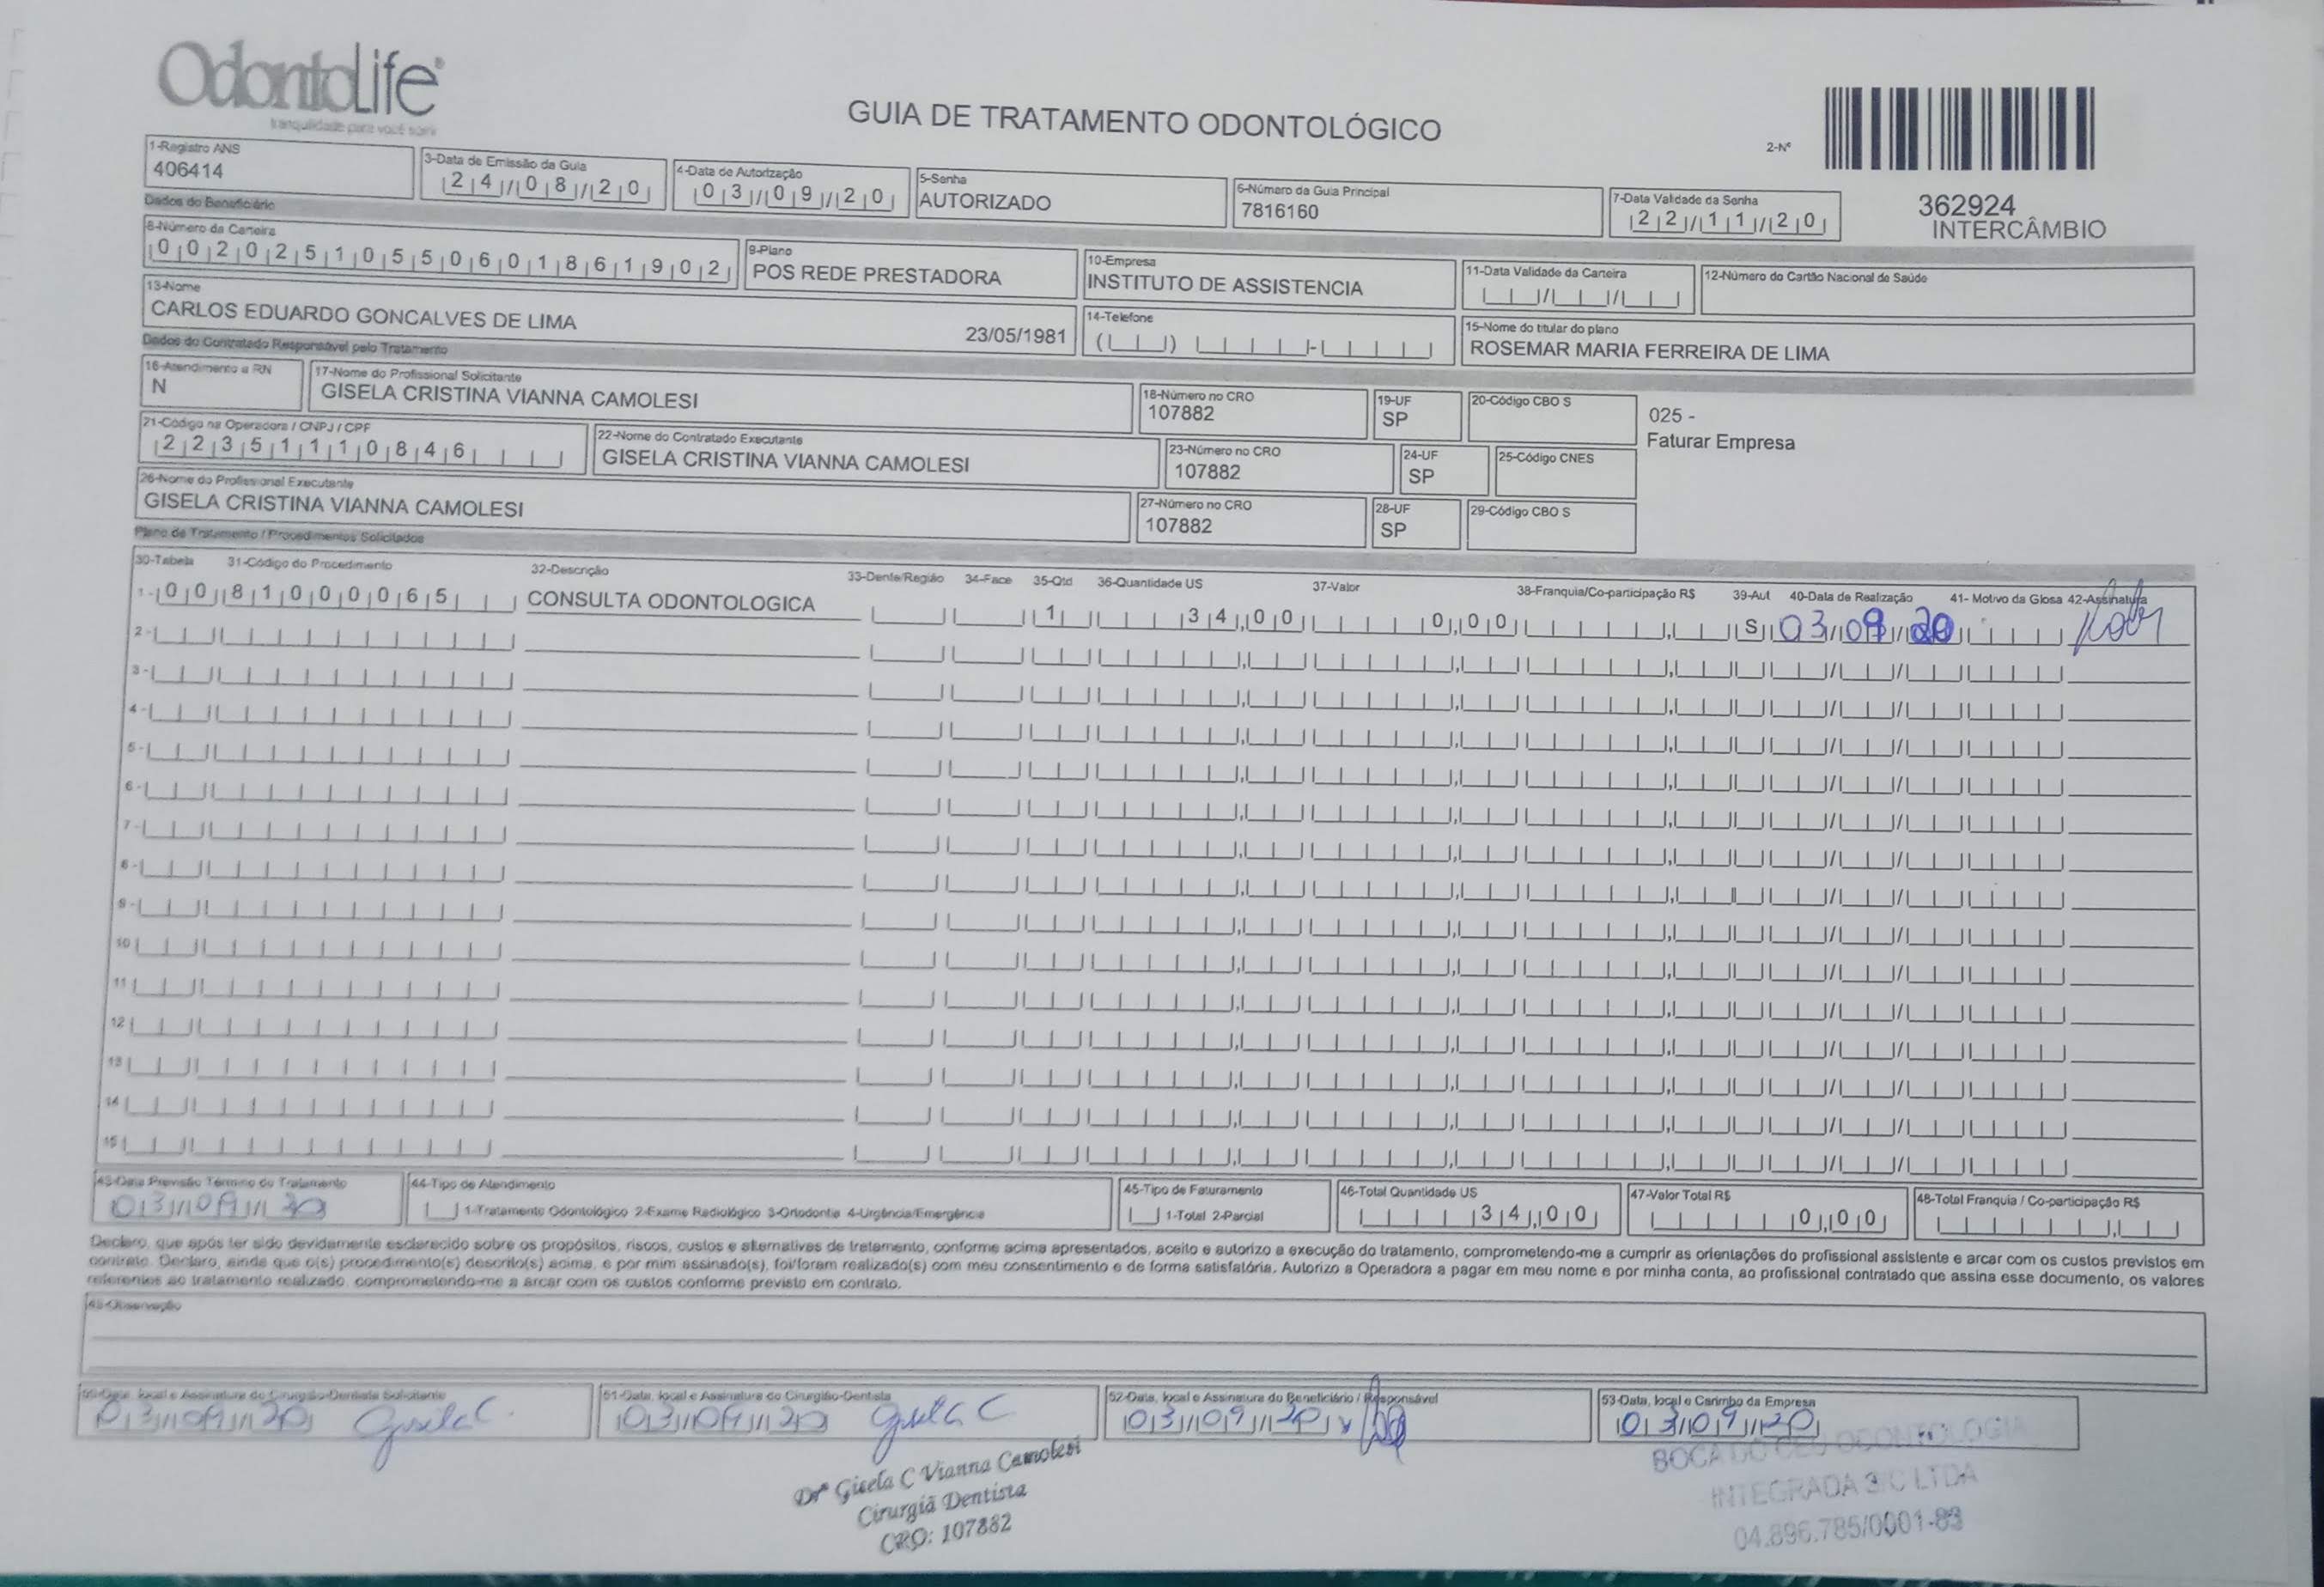 OdontoLife
tranquilidade para você sorrir
GUIA DE TRATAMENTO ODONTOLÓGICO
2-Nº
362924
INTERCÂMBIO
1-Registro ANS
406414
3-Data de Emissão da Guia
24/08/20
4-Data de Autorização
03/09/20
5-Senha
AUTORIZADO
6-Número da Guia Principal
7816160
7-Data Validade da Senha
22/11/20
Dados do Beneficiário
8-Número da Carteira
00202510550601861902
9-Plano
POS REDE PRESTADORA
10-Empresa
INSTITUTO DE ASSISTENCIA
11-Data Validade da Carteira
12-Número do Cartão Nacional de Saúde
13-Nome
CARLOS EDUARDO GONCALVES DE LIMA 23/05/1981
14-Telefone
15-Nome do titular do plano
ROSEMAR MARIA FERREIRA DE LIMA
Dados do Contratado Responsável pelo Tratamento
16-Atendimento a RN
N
17-Nome do Profissional Solicitante
GISELA CRISTINA VIANNA CAMOLESI
18-Número no CRO
107882
19-UF
SP
20-Código CBO S
025 -
Faturar Empresa
21-Código na Operadora / CNPJ / CPF
22351110846
22-Nome do Contratado Executante
GISELA CRISTINA VIANNA CAMOLESI
23-Número no CRO
107882
24-UF
SP
25-Código CNES
26-Nome do Profissional Executante
GISELA CRISTINA VIANNA CAMOLESI
27-Número no CRO
107882
28-UF
SP
29-Código CBO S
Plano de Tratamento / Procedimentos Solicitados
30-Tabela 31-Código do Procedimento 32-Descrição 33-Dente/Região 34-Face 35-Qtd 36-Quantidade US 37-Valor 38-Franquia/Co-participação R$ 39-Aut 40-Data de Realização 41- Motivo da Glosa 42-Assinatura
1- 00 81000065 CONSULTA ODONTOLOGICA 1 34,00 0,00 S 03/09/20
2-
3-
4-
5-
6-
7-
8-
9-
10
11
12
13
14
15
43-Data Previsão Término do Tratamento
03/09/20
44-Tipo de Atendimento
1-Tratamento Odontológico 2-Exame Radiológico 3-Ortodontia 4-Urgência/Emergência
45-Tipo de Faturamento
1-Total 2-Parcial
46-Total Quantidade US
34,00
47-Valor Total R$
0,00
48-Total Franquia / Co-participação R$
Declaro, que após ter sido devidamente esclarecido sobre os propósitos, riscos, custos e alternativas de tratamento, conforme acima apresentados, aceito e autorizo a execução do tratamento, comprometendo-me a cumprir as orientações do profissional assistente e arcar com os custos previstos em
contrato. Declaro, ainda que o(s) procedimento(s) descrito(s) acima, e por mim assinado(s), foi/foram realizado(s) com meu consentimento e de forma satisfatória. Autorizo a Operadora a pagar em meu nome e por minha conta, ao profissional contratado que assina esse documento, os valores
referentes ao tratamento realizado, comprometendo-me a arcar com os custos conforme previsto em contrato.
49-Observação
50-Data, local e Assinatura do Cirurgião-Dentista Solicitante
03/09/20 Gisela C.
51-Data, local e Assinatura do Cirurgião-Dentista
03/09/20 Gisela C
52-Data, local e Assinatura do Beneficiário / Responsável
03/09/20 x
53-Data, local e Carimbo da Empresa
03/09/20
Drª Gisela C Vianna Camolesi
Cirurgiã Dentista
CRO: 107882
BOCA DO CEU ODONTOLOGIA
INTEGRADA S/C LTDA
04.896.785/0001-83